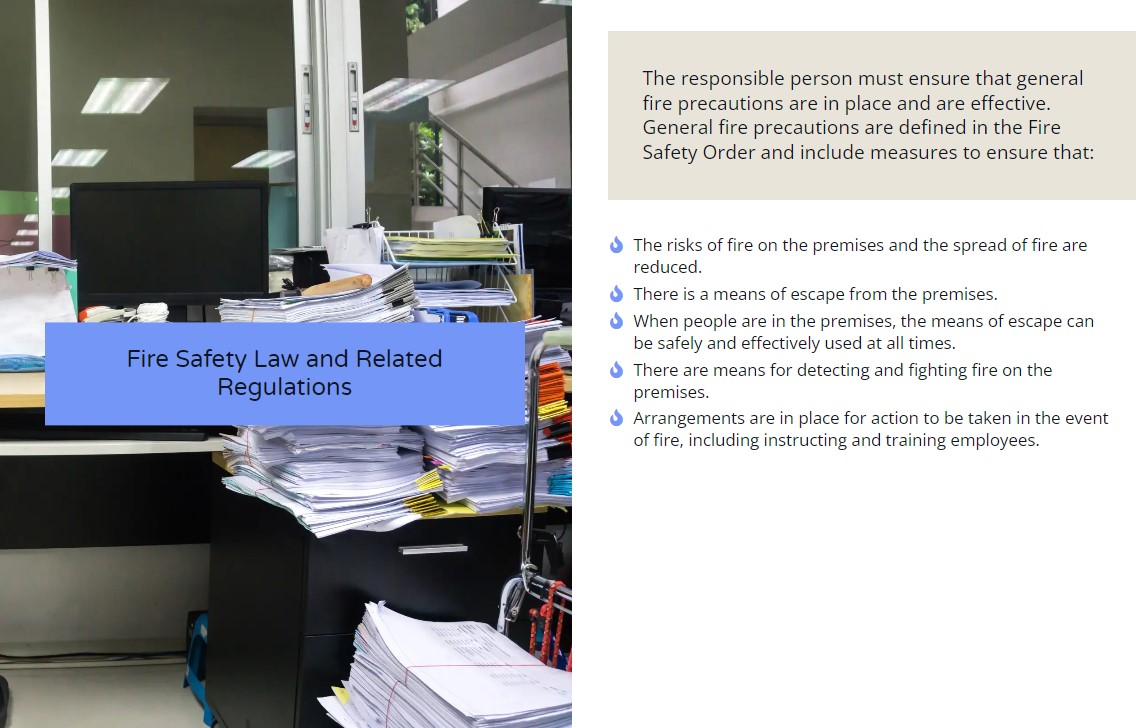 Fire Safety Law and Related
Regulations
The responsible person must ensure that general
fire precautions are in place and are effective.
General fire precautions are defined in the Fire
Safety Order and include measures to ensure that:
The risks of fire on the premises and the spread of fire are
reduced.
There is a means of escape from the premises.
When people are in the premises, the means of escape can
be safely and effectively used at all times.
There are means for detecting and fighting fire on the
premises.
Arrangements are in place for action to be taken in the event
of fire, including instructing and training employees.